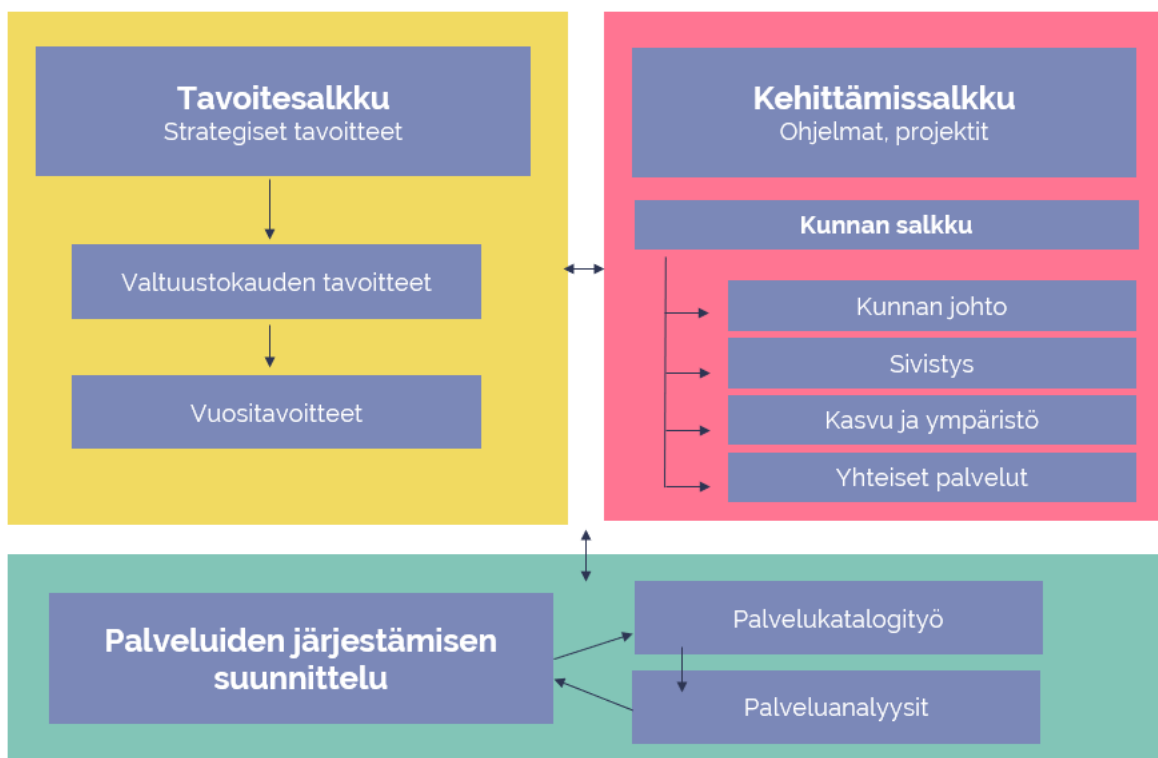 Tavoitesalkku
Strategiset tavoitteet
Valtuustokauden tavoitteet
Vuositavoitteet
Kehittämissalkku
Ohjelmat, projektit
Kunnan salkku
Kunnan johto
Sivistys
Kasvu ja ympäristö
Yhteiset palvelut
Palveluiden järjestämisen
suunnittelu
Palvelukatalogityö
Palveluanalyysit